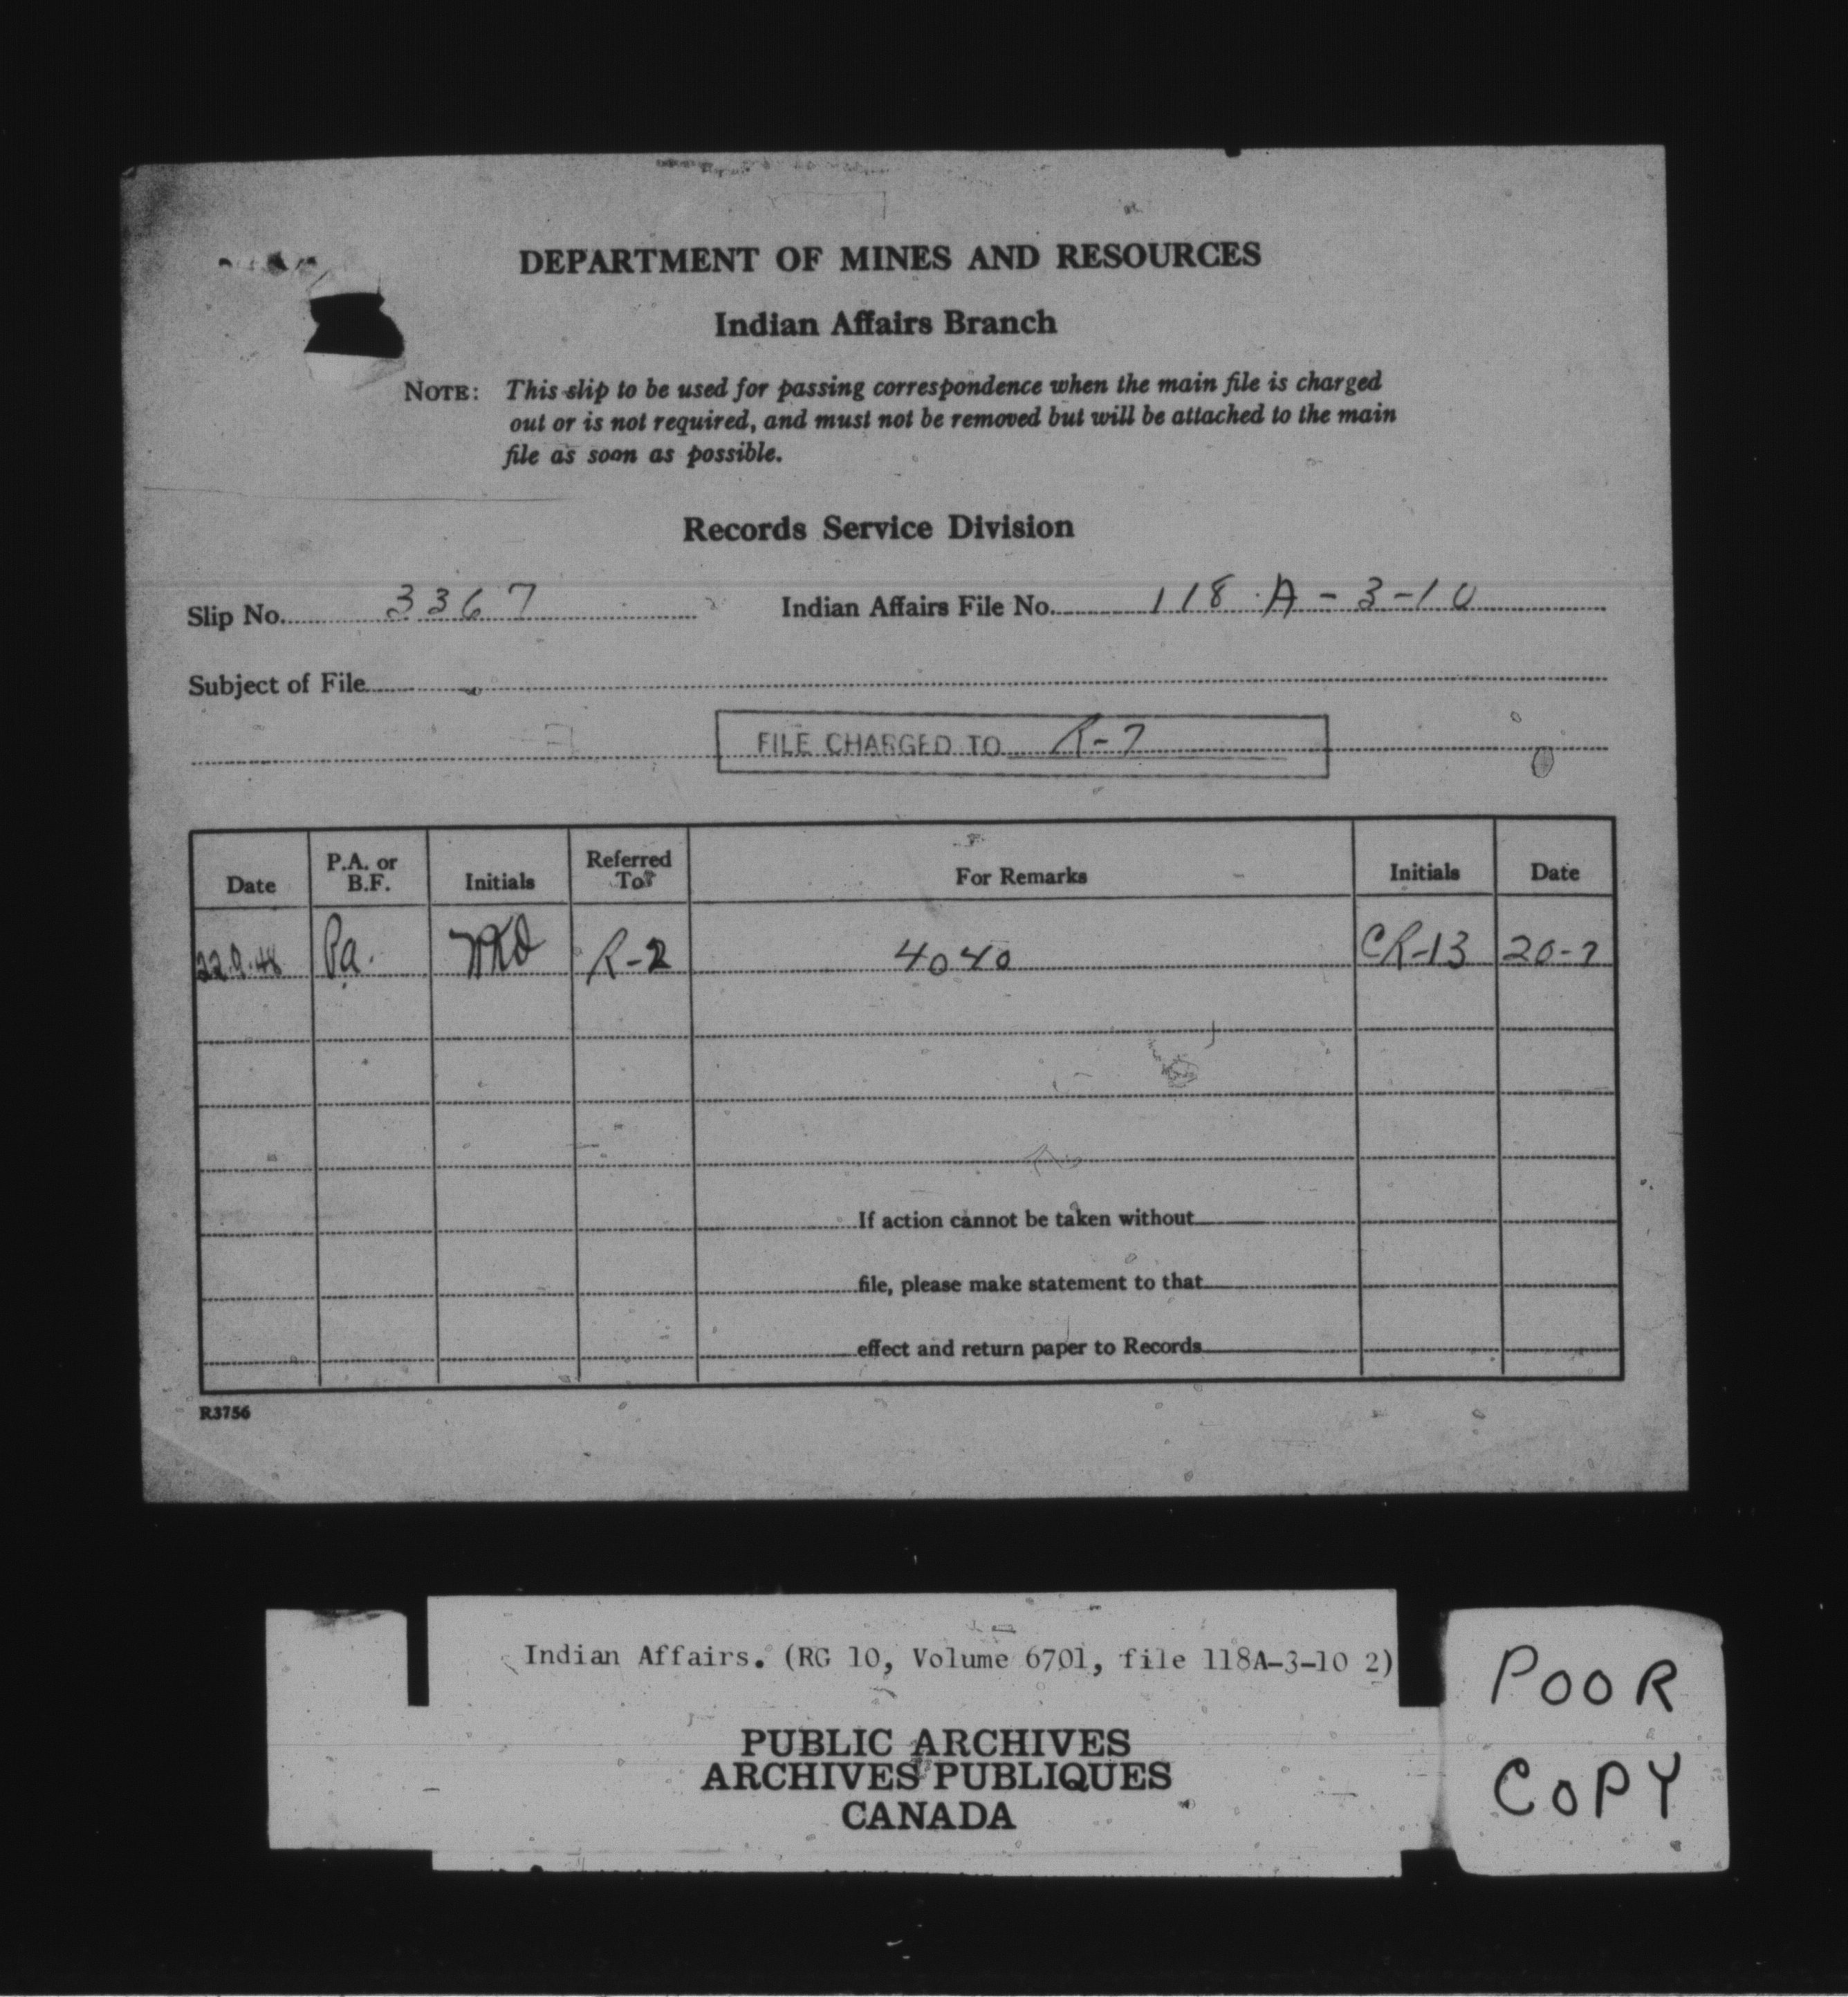 DEPARTMENT OF MINES AND RESOURCES
Indian Affairs Branch
NOTE: This slip to be used for passing correspondence when the main file is charged
out or is not required, and must not be removed but will be attached to the main
file as soon as possible.
Records Service Division
Slip No. 3367 Indian Affairs File No. 118 A-3-10
Subject of File
FILE CHARGED TO R-7
Date P.A. or B.F. Initials Referred To For Remarks Initials Date
22.9.48 Pa. R-2 4040 CR-13 20-7
If action cannot be taken without
file, please make statement to that
effect and return paper to Records
R3756
Indian Affairs. (RG 10, Volume 6701, file 118A-3-10 2)
PUBLIC ARCHIVES
ARCHIVES PUBLIQUES
CANADA
POOR
COPY